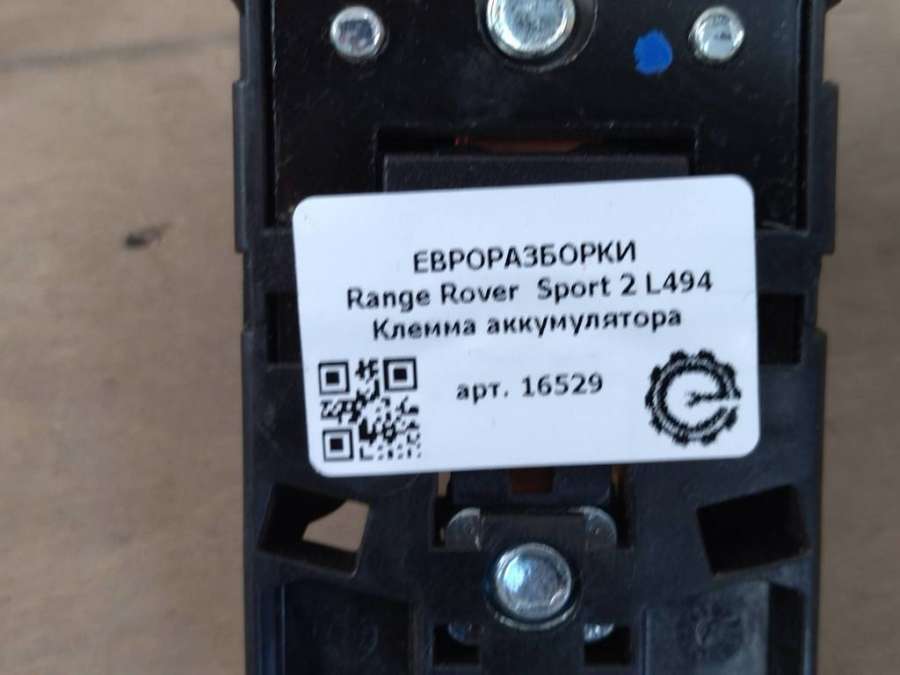 ЕВРОРАЗБОРКИ
Range Rover Sport 2 L494
Клемма аккумулятора
арт. 16529